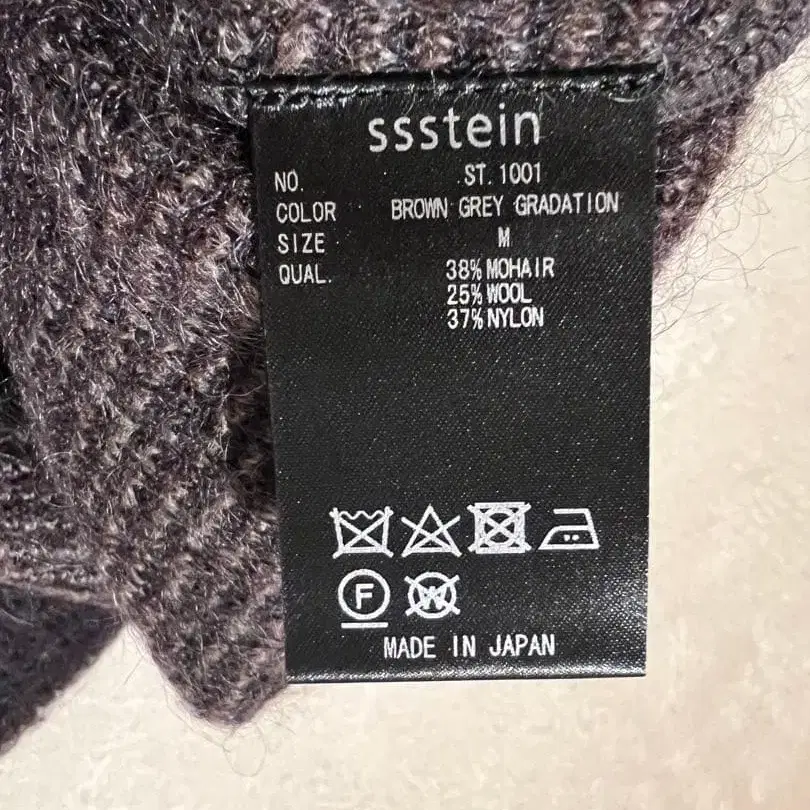 ssstein
NO. ST.1001
COLOR BROWN GREY GRADATION
SIZE M
QUAL. 38% MOHAIR
25% WOOL
37% NYLON
F W
MADE IN JAPAN